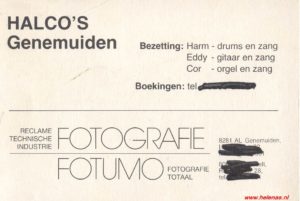 HALCO'S
Genemuiden
Bezetting: Harm - drums en zang
Eddy - gitaar en zang
Cor - orgel en zang
Boekingen: tel.
RECLAME
TECHNISCHE
INDUSTRIE
FOTOGRAFIE
FOTUMO
FOTOGRAFIE
TOTAAL
8281 AL Genemuiden,
www.helenas.nl